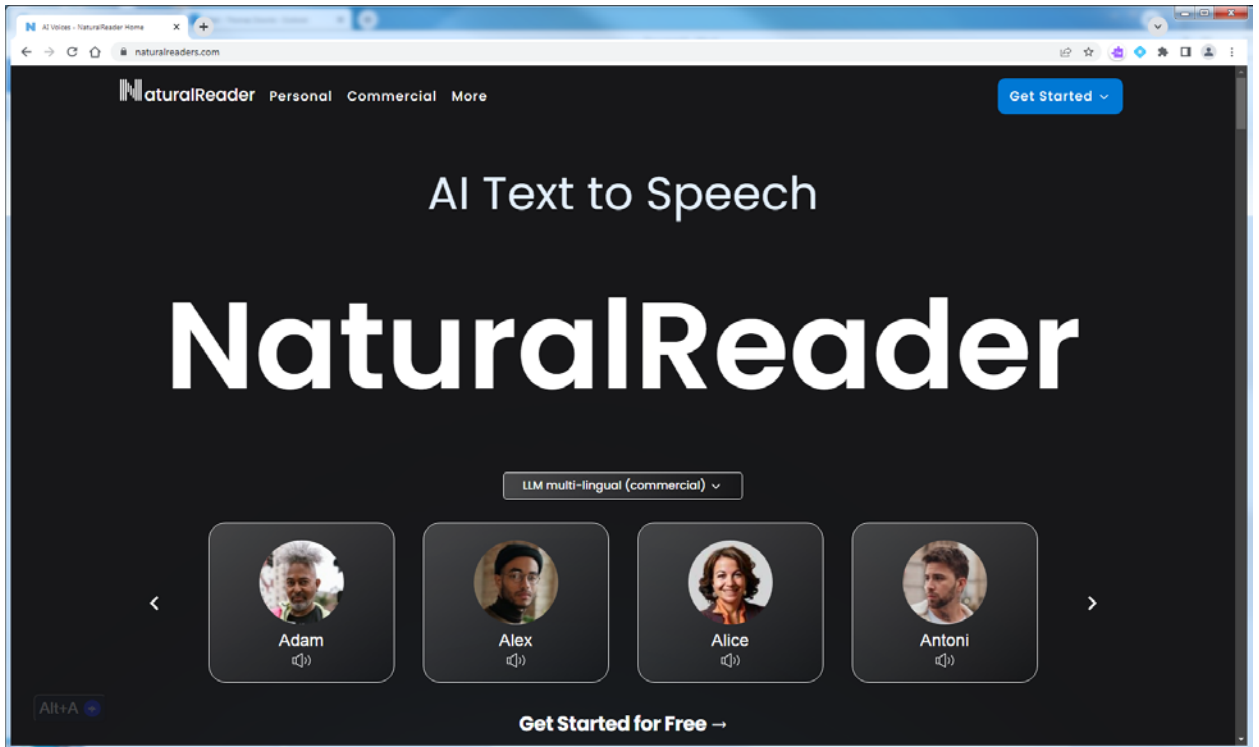 AI Voices - NaturalReader Home
naturalreaders.com
NaturalReader Personal Commercial More
Get Started
AI Text to Speech
NaturalReader
LLM multi-lingual (commercial)
Adam
Alex
Alice
Antoni
Alt+A
Get Started for Free →